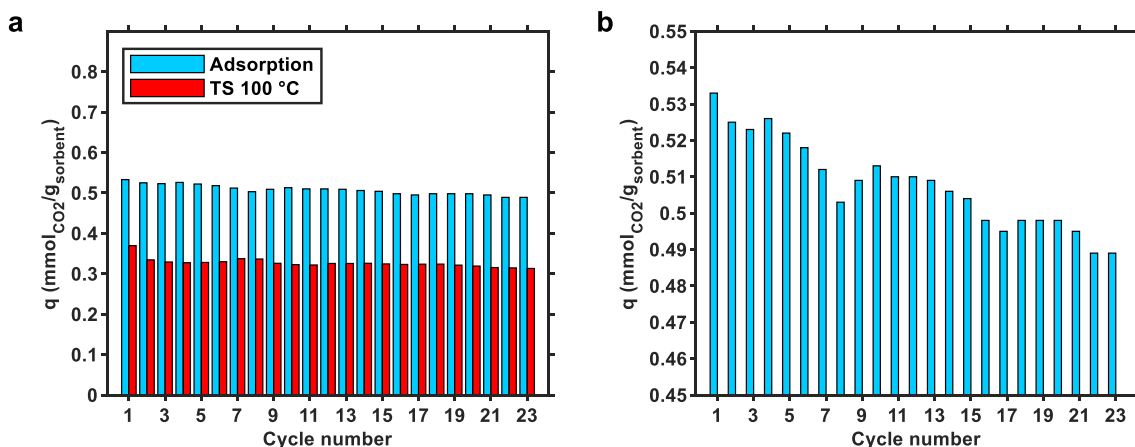 a
Adsorption
TS 100 °C
q (mmolCO2/gsorbent)
0.8
0.7
0.6
0.5
0.4
0.3
0.2
0.1
0
1 3 5 7 9 11 13 15 17 19 21 23
Cycle number
b
q (mmolCO2/gsorbent)
0.55
0.54
0.53
0.52
0.51
0.5
0.49
0.48
0.47
0.46
0.45
1 3 5 7 9 11 13 15 17 19 21 23
Cycle number